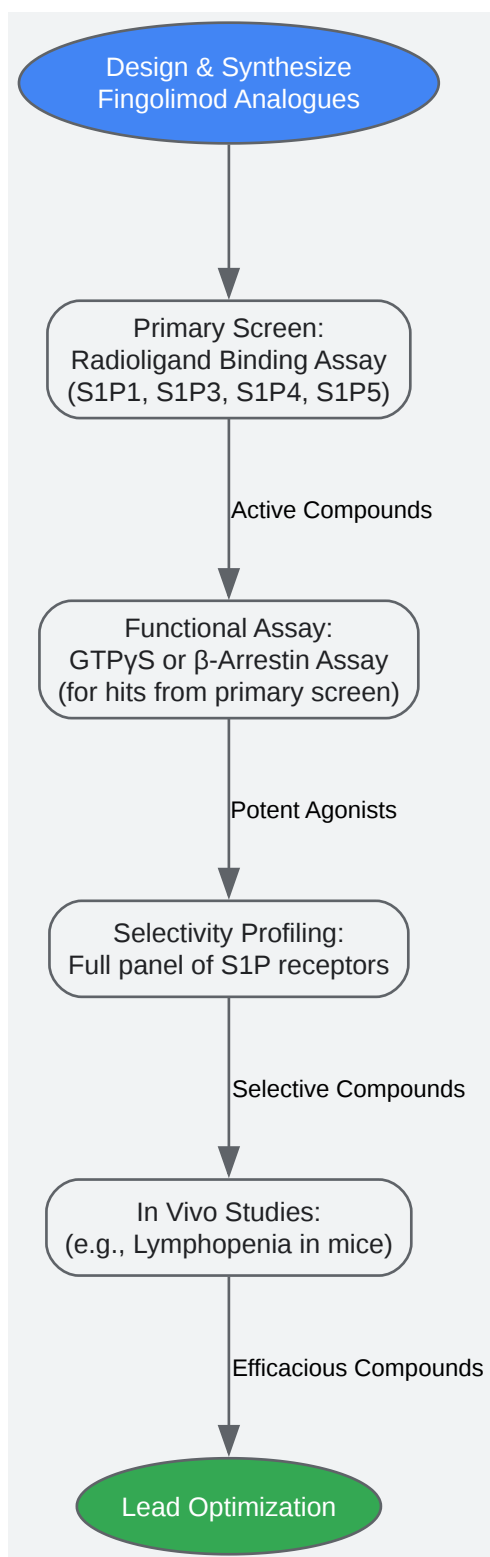 Design & Synthesize
Fingolimod Analogues
Primary Screen:
Radioligand Binding Assay
(S1P1, S1P3, S1P4, S1P5)
Active Compounds
Functional Assay:
GTPγS or β-Arrestin Assay
(for hits from primary screen)
Potent Agonists
Selectivity Profiling:
Full panel of S1P receptors
Selective Compounds
In Vivo Studies:
(e.g., Lymphopenia in mice)
Efficacious Compounds
Lead Optimization